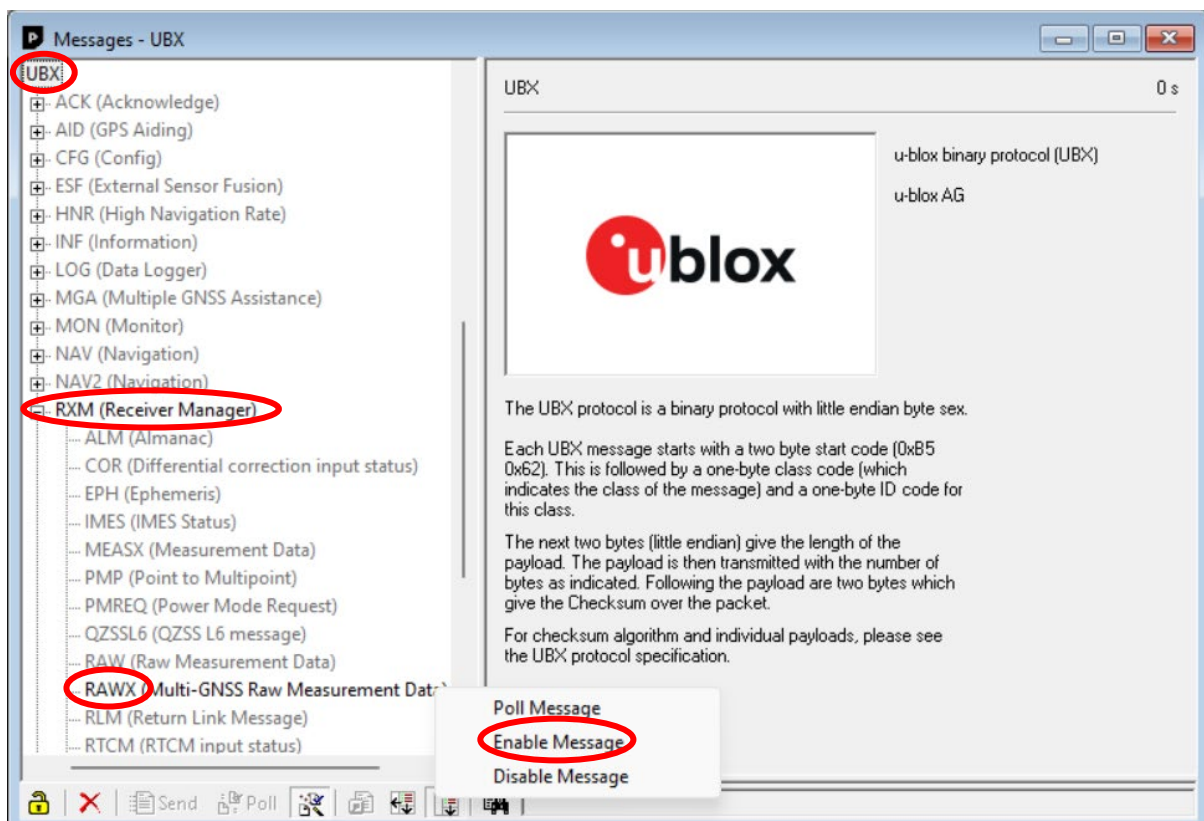 Messages - UBX
UBX
ACK (Acknowledge)
AID (GPS Aiding)
CFG (Config)
ESF (External Sensor Fusion)
HNR (High Navigation Rate)
INF (Information)
LOG (Data Logger)
MGA (Multiple GNSS Assistance)
MON (Monitor)
NAV (Navigation)
NAV2 (Navigation)
RXM (Receiver Manager)
ALM (Almanac)
COR (Differential correction input status)
EPH (Ephemeris)
IMES (IMES Status)
MEASX (Measurement Data)
PMP (Point to Multipoint)
PMREQ (Power Mode Request)
QZSSL6 (QZSS L6 message)
RAW (Raw Measurement Data)
RAWX (Multi-GNSS Raw Measurement Data)
RLM (Return Link Message)
RTCM (RTCM input status)
Send Poll
UBX 0 s
ublox
u-blox binary protocol (UBX)
u-blox AG
The UBX protocol is a binary protocol with little endian byte sex.
Each UBX message starts with a two byte start code (0xB5
0x62). This is followed by a one-byte class code (which
indicates the class of the message) and a one-byte ID code for
this class.
The next two bytes (little endian) give the length of the
payload. The payload is then transmitted with the number of
bytes as indicated. Following the payload are two bytes which
give the Checksum over the packet.
For checksum algorithm and individual payloads, please see
the UBX protocol specification.
Poll Message
Enable Message
Disable Message